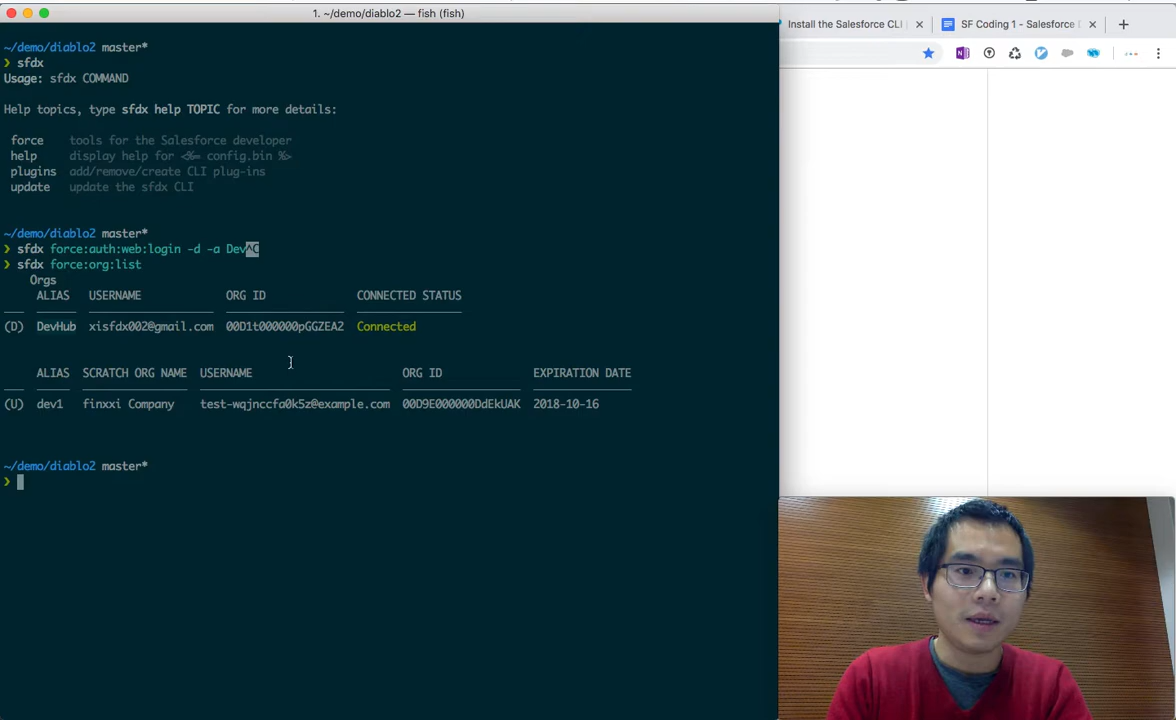 1. ~/demo/diablo2 — fish (fish)
Install the Salesforce CLI
SF Coding 1 - Salesforce D
~/demo/diablo2 master*
❯ sfdx
Usage: sfdx COMMAND
Help topics, type sfdx help TOPIC for more details:
force tools for the Salesforce developer
help display help for <%= config.bin %>
plugins add/remove/create CLI plug-ins
update update the sfdx CLI
~/demo/diablo2 master*
❯ sfdx force:auth:web:login -d -a Dev^C
❯ sfdx force:org:list
Orgs
ALIAS USERNAME ORG ID CONNECTED STATUS
(D) DevHub xisfdx002@gmail.com 00D1t000000pGGZEA2 Connected
ALIAS SCRATCH ORG NAME USERNAME ORG ID EXPIRATION DATE
(U) dev1 finxxi Company test-wqjnccfa0k5z@example.com 00D9E000000DdEkUAK 2018-10-16
~/demo/diablo2 master*
❯